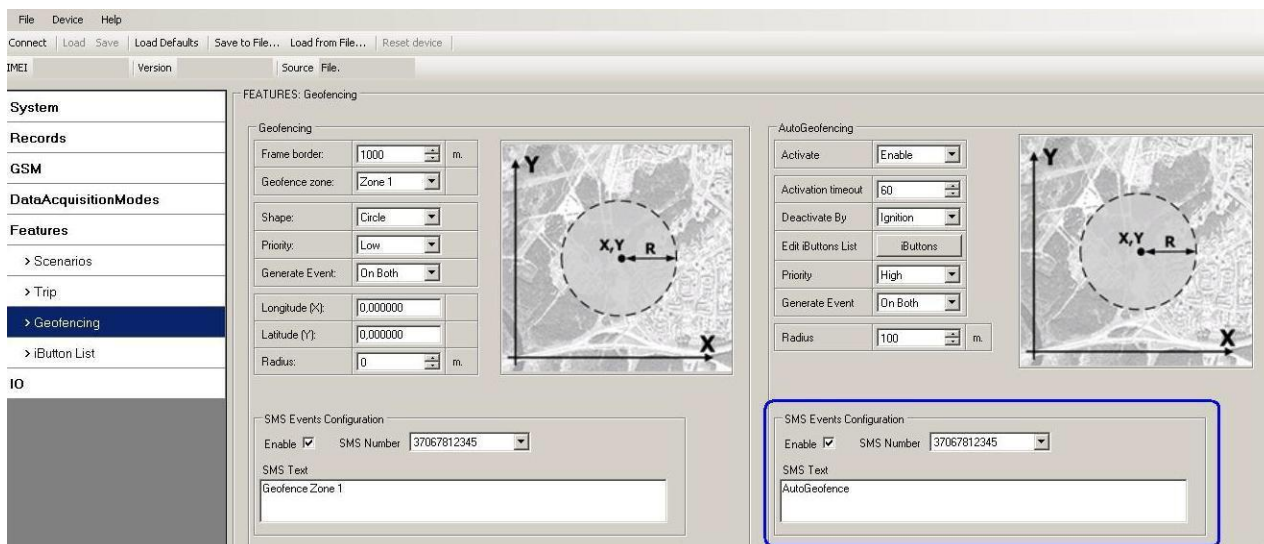 File Device Help
Connect Load Save Load Defaults Save to File... Load from File... Reset device
IMEI Version Source File.
System
Records
GSM
DataAcquisitionModes
Features
> Scenarios
> Trip
> Geofencing
> iButton List
IO
FEATURES: Geofencing
Geofencing
Frame border: 1000 m.
Geofence zone: Zone 1
Shape: Circle
Priority: Low
Generate Event: On Both
Longitude (X): 0,000000
Latitude (Y): 0,000000
Radius: 0 m.
Y
X,Y R
X
SMS Events Configuration
Enable SMS Number 37067812345
SMS Text
Geofence Zone 1
AutoGeofencing
Activate Enable
Activation timeout 60
Deactivate By Ignition
Edit iButtons List iButtons
Priority High
Generate Event On Both
Radius 100 m.
Y
X,Y R
X
SMS Events Configuration
Enable SMS Number 37067812345
SMS Text
AutoGeofence